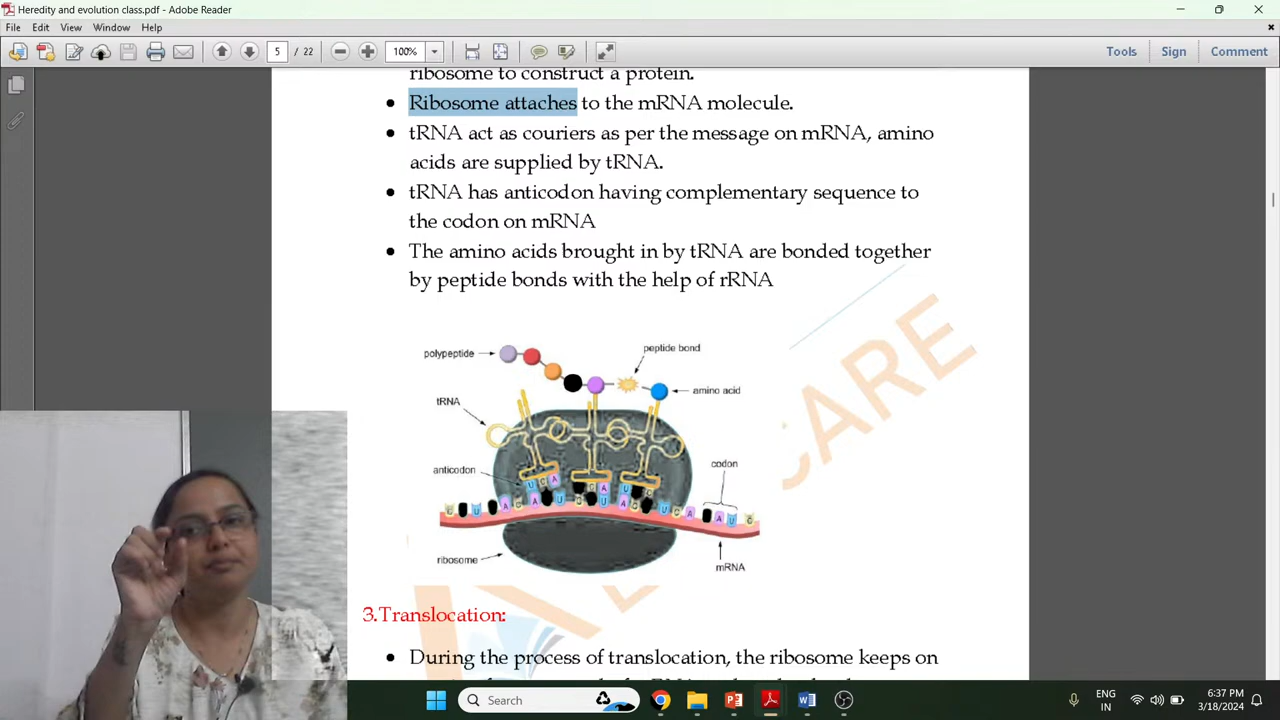 Heredity and evolution class.pdf - Adobe Reader
File Edit View Window Help
5 / 22 100% Tools Sign Comment
ribosome to construct a protein.
• Ribosome attaches to the mRNA molecule.
• tRNA act as couriers as per the message on mRNA, amino
acids are supplied by tRNA.
• tRNA has anticodon having complementary sequence to
the codon on mRNA
• The amino acids brought in by tRNA are bonded together
by peptide bonds with the help of rRNA
peptide bond
polypeptide
amino acid
tRNA
anticodon
codon
ribosome
mRNA
CARE
3.Translocation:
• During the process of translocation, the ribosome keeps on
Search
ENG
IN
6:37 PM
3/18/2024